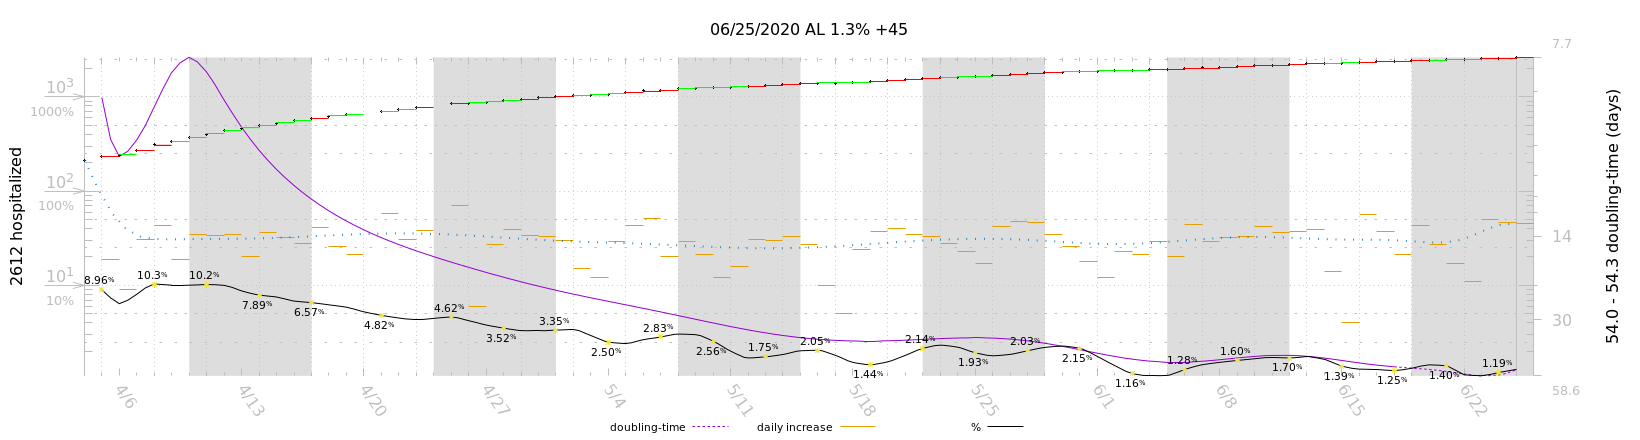 06/25/2020 AL 1.3% +45
7.7
10³
1000%
10²
100%
10¹
10%
2612 hospitalized
14
30
58.6
54.0 - 54.3 doubling-time (days)
8.96% 10.3% 10.2% 7.89% 6.57% 4.82% 4.62% 3.52% 3.35% 2.50% 2.83% 2.56% 1.75% 2.05% 1.44% 2.14% 1.93% 2.03% 2.15% 1.16% 1.28% 1.60% 1.70% 1.39% 1.25% 1.40% 1.19%
4/6 4/13 4/20 4/27 5/4 5/11 5/18 5/25 6/1 6/8 6/15 6/22
doubling-time daily increase %